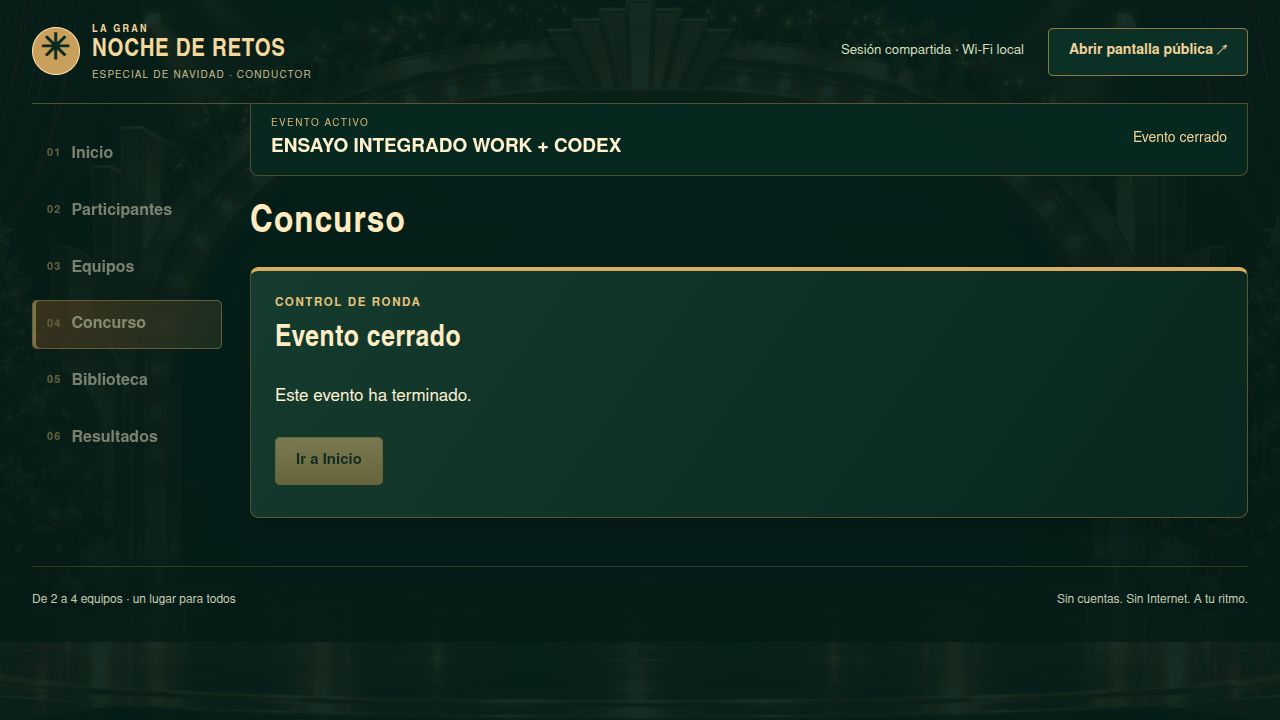 LA GRAN
NOCHE DE RETOS
ESPECIAL DE NAVIDAD · CONDUCTOR
Sesión compartida · Wi-Fi local
Abrir pantalla pública ↗
01 Inicio
02 Participantes
03 Equipos
04 Concurso
05 Biblioteca
06 Resultados
EVENTO ACTIVO
ENSAYO INTEGRADO WORK + CODEX
Evento cerrado
Concurso
CONTROL DE RONDA
Evento cerrado
Este evento ha terminado.
Ir a Inicio
De 2 a 4 equipos · un lugar para todos
Sin cuentas. Sin Internet. A tu ritmo.